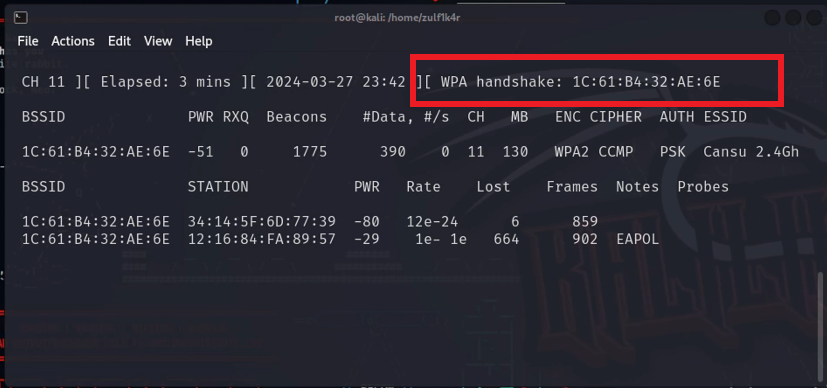 root@kali: /home/zulf1k4r
File Actions Edit View Help
CH 11 ][ Elapsed: 3 mins ][ 2024-03-27 23:42 ][ WPA handshake: 1C:61:B4:32:AE:6E
BSSID PWR RXQ Beacons #Data, #/s CH MB ENC CIPHER AUTH ESSID
1C:61:B4:32:AE:6E -51 0 1775 390 0 11 130 WPA2 CCMP PSK Cansu 2.4Gh
BSSID STATION PWR Rate Lost Frames Notes Probes
1C:61:B4:32:AE:6E 34:14:5F:6D:77:39 -80 12e-24 6 859
1C:61:B4:32:AE:6E 12:16:84:FA:89:57 -29 1e- 1e 664 902 EAPOL